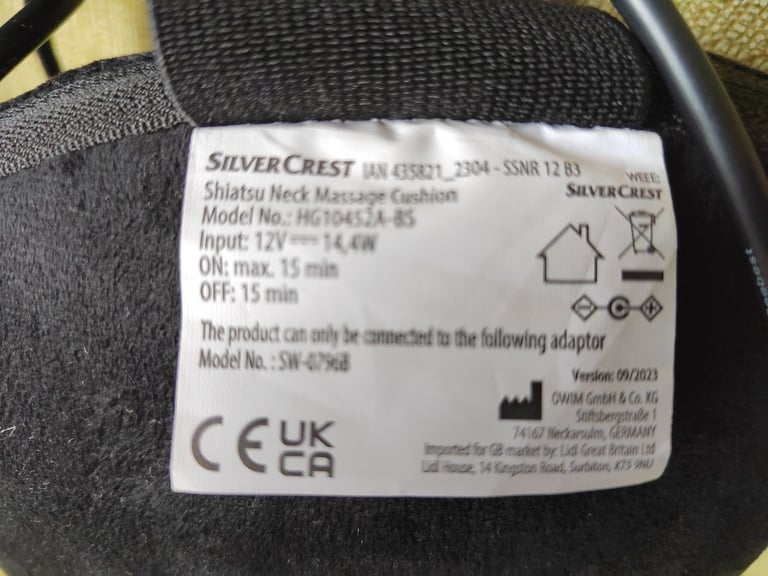 SILVERCREST IAN 435821_2304 - SSNR 12 B3
Shiatsu Neck Massage Cushion
Model No.: HG10452A-BS
Input: 12V⎓14,4W
ON: max. 15 min
OFF: 15 min
WEEE:
SILVERCREST
The product can only be connected to the following adaptor
Model No. : SW-0796B
Version: 09/2023
OWIM GmbH & Co. KG
Stiftsbergstraße 1
74167 Neckarsulm, GERMANY
Imported for GB market by: Lidl Great Britain Ltd
Lidl House, 14 Kingston Road, Surbiton, KT5 9NU
CE UK
CA